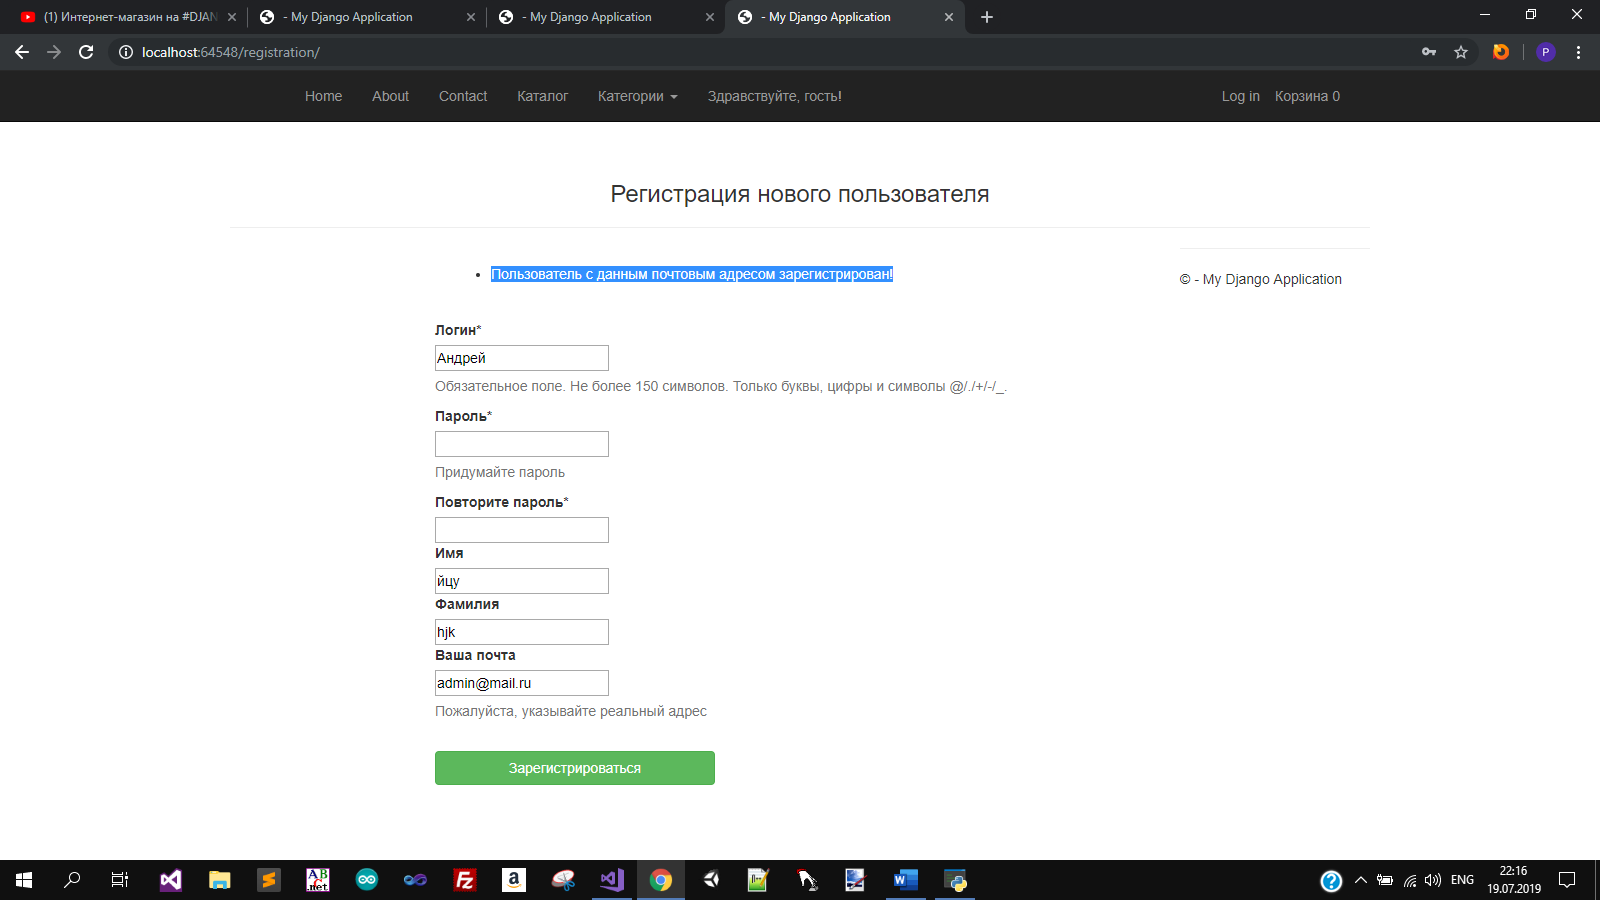 (1) Интернет-магазин на #DJAN
- My Django Application
- My Django Application
- My Django Application
localhost:64548/registration/
P
Home About Contact Каталог Категории Здравствуйте, гость! Log in Корзина 0
Регистрация нового пользователя
Пользователь с данным почтовым адресом зарегистрирован!
© - My Django Application
Логин*
Андрей
Обязательное поле. Не более 150 символов. Только буквы, цифры и символы @/./+/-/_.
Пароль*
Придумайте пароль
Повторите пароль*
Имя
йцу
Фамилия
hjk
Ваша почта
admin@mail.ru
Пожалуйста, указывайте реальный адрес
Зарегистрироваться
ENG
22:16
19.07.2019